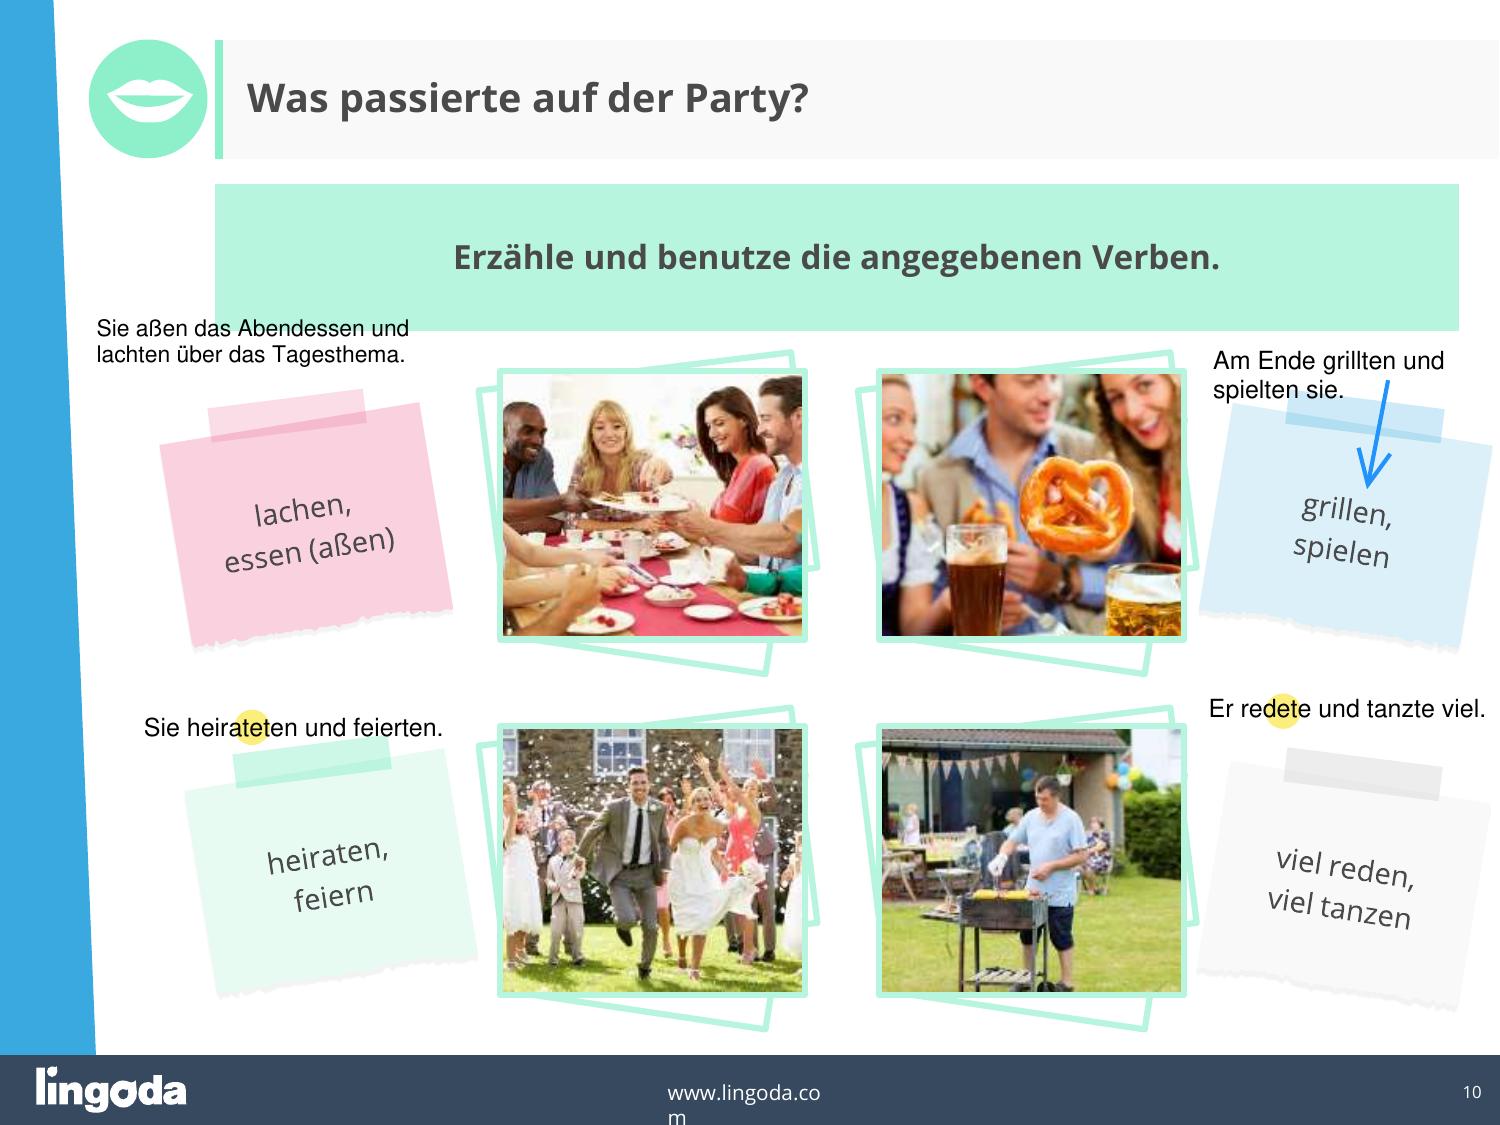 Was passierte auf der Party?
Erzähle und benutze die angegebenen Verben.
Sie aßen das Abendessen und
lachten über das Tagesthema.
Am Ende grillten und
spielten sie.
lachen,
essen (aßen)
grillen,
spielen
Sie heirateten und feierten.
Er redete und tanzte viel.
heiraten,
feiern
viel reden,
viel tanzen
lingoda
www.lingoda.co
m
10